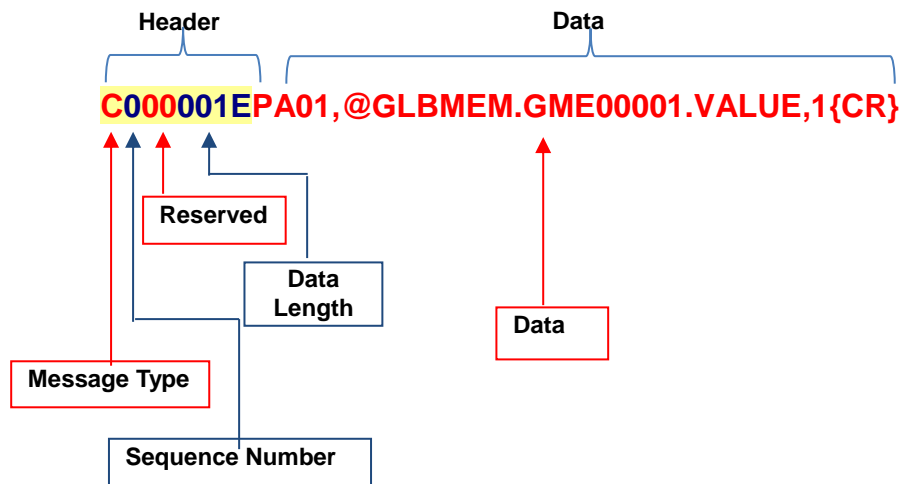 Header Data
C000001EPA01,@GLBMEM.GME00001.VALUE,1{CR}
Reserved
Data
Length
Data
Message Type
Sequence Number